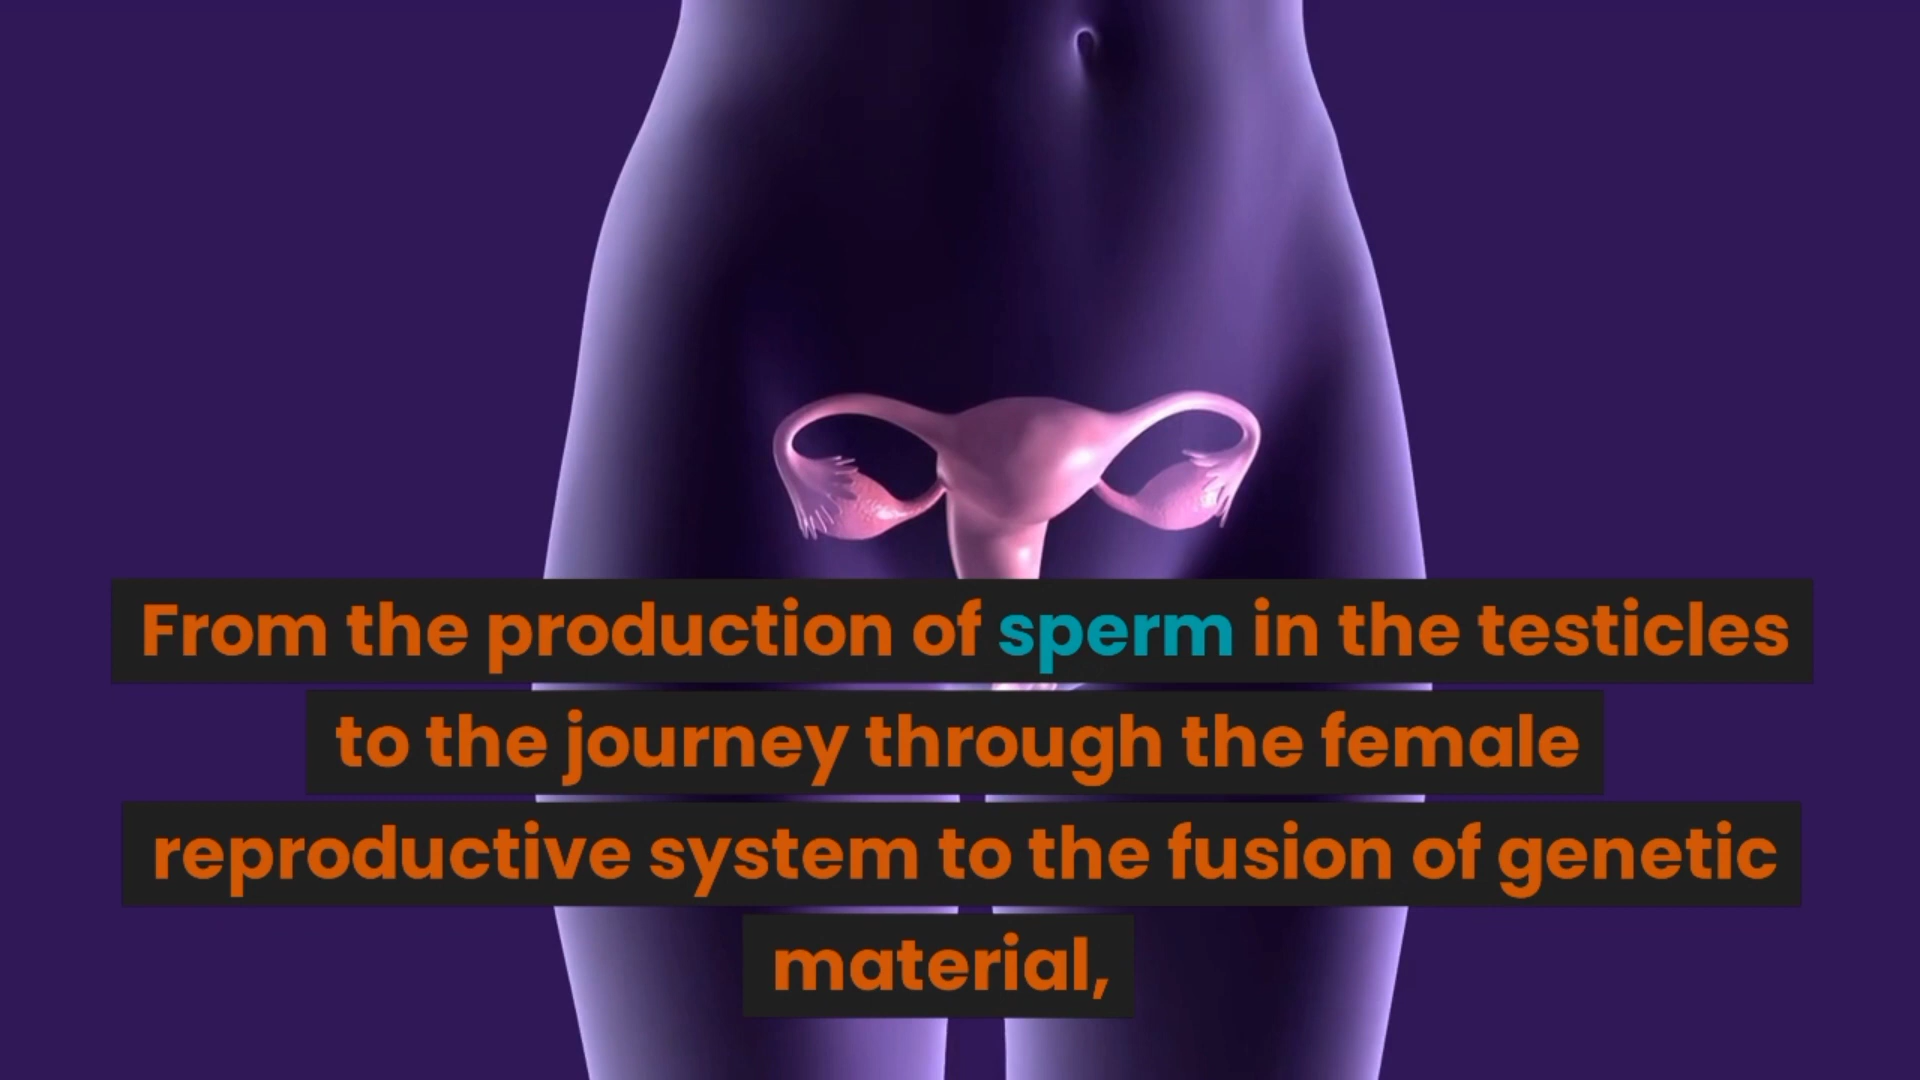 From the production of sperm in the testicles
to the journey through the female
reproductive system to the fusion of genetic
material,